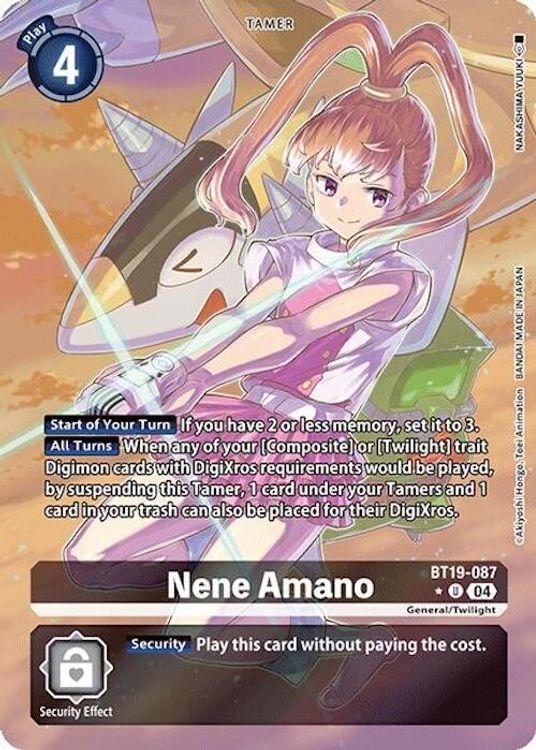 TAMER
Play
4
NAKASHIMA YUUKI
Start of Your Turn If you have 2 or less memory, set it to 3.
All Turns When any of your [Composite] or [Twilight] trait
Digimon cards with DigiXros requirements would be played,
by suspending this Tamer, 1 card under your Tamers and 1
card in your trash can also be placed for their DigiXros.
©Akiyoshi Hongo, Toei Animation BANDAI MADE IN JAPAN
Nene Amano
BT19-087
U 04
General/Twilight
Security Play this card without paying the cost.
Security Effect